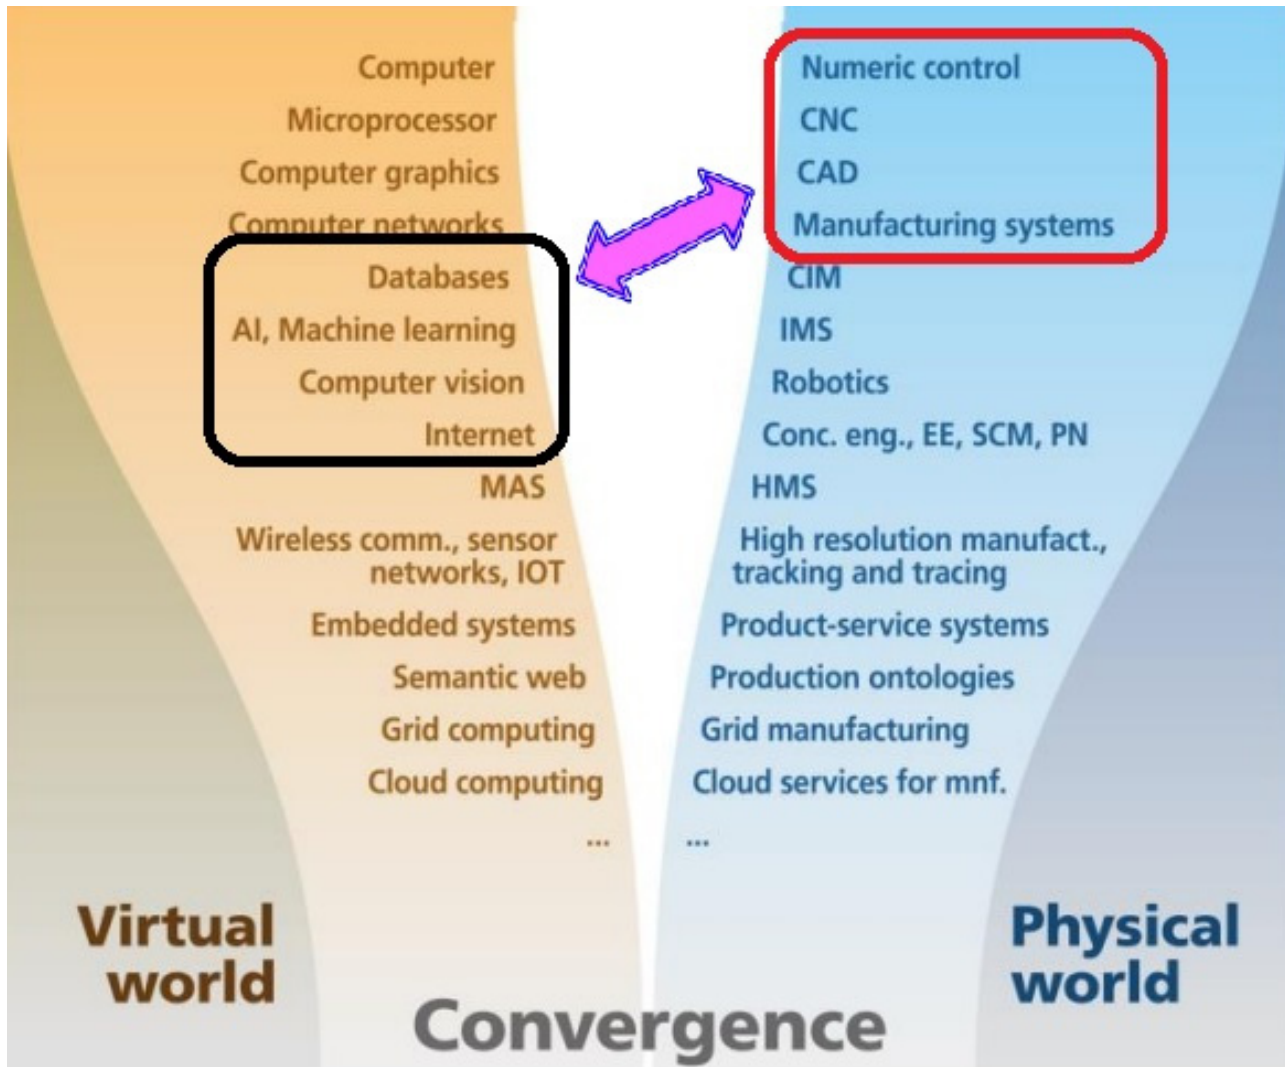 Computer
Microprocessor
Computer graphics
Computer networks
Databases
AI, Machine learning
Computer vision
Internet
MAS
Wireless comm., sensor
networks, IOT
Embedded systems
Semantic web
Grid computing
Cloud computing
...
Numeric control
CNC
CAD
Manufacturing systems
CIM
IMS
Robotics
Conc. eng., EE, SCM, PN
HMS
High resolution manufact.,
tracking and tracing
Product-service systems
Production ontologies
Grid manufacturing
Cloud services for mnf.
...
Virtual
world
Physical
world
Convergence